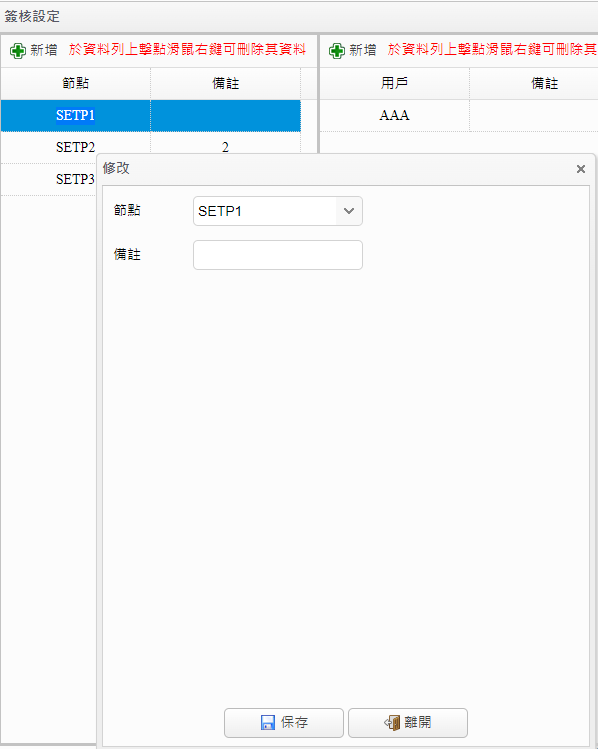 簽核設定
新增 於資料列上擊點滑鼠右鍵可刪除其資料
節點 備註
SETP1
SETP2 2
SETP3
新增 於資料列上擊點滑鼠右鍵可刪除其
用戶 備註
AAA
修改
節點 SETP1
備註
保存 離開